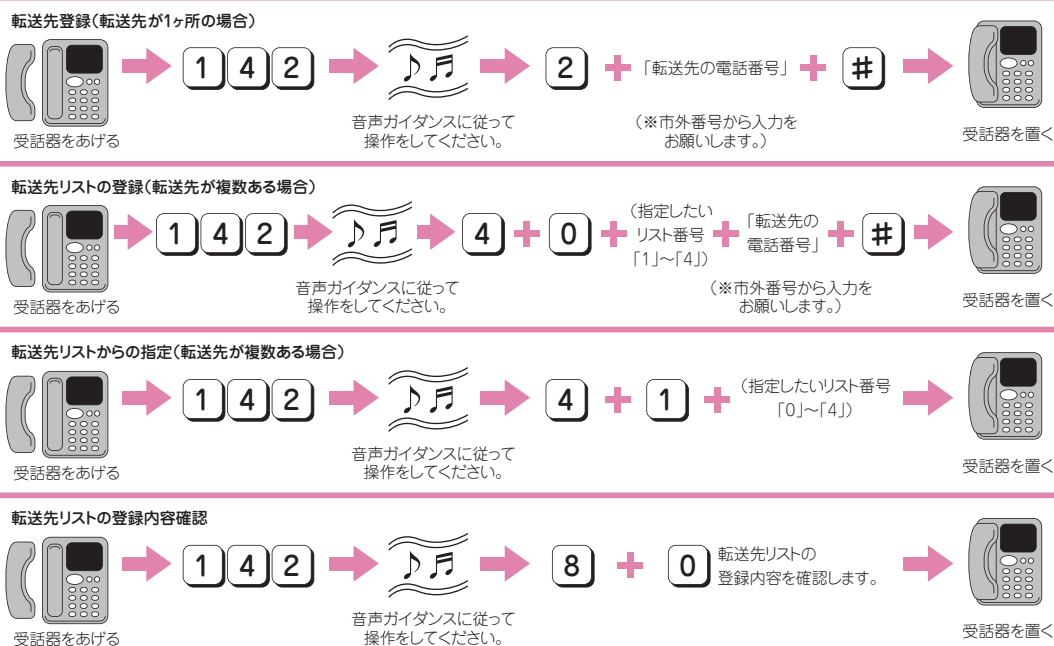 転送先登録(転送先が1ヶ所の場合)
受話器をあげる
1 4 2
音声ガイダンスに従って
操作をしてください。
2
「転送先の電話番号」
(※市外番号から入力を
お願いします。)
#
受話器を置く
転送先リストの登録(転送先が複数ある場合)
受話器をあげる
1 4 2
音声ガイダンスに従って
操作をしてください。
4 + 0
(指定したい
リスト番号
「1」~「4」)
「転送先の
電話番号」
(※市外番号から入力を
お願いします。)
#
受話器を置く
転送先リストからの指定(転送先が複数ある場合)
受話器をあげる
1 4 2
音声ガイダンスに従って
操作をしてください。
4 + 1
(指定したいリスト番号
「0」~「4」)
受話器を置く
転送先リストの登録内容確認
受話器をあげる
1 4 2
音声ガイダンスに従って
操作をしてください。
8 + 0
転送先リストの
登録内容を確認します。
受話器を置く